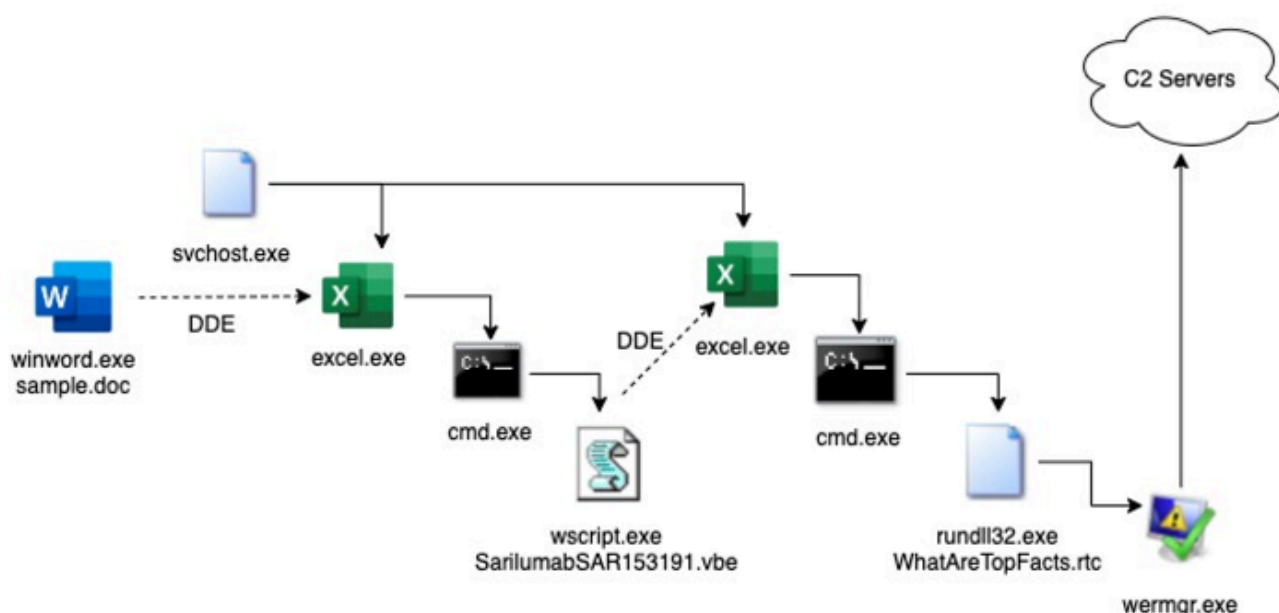 C2 Servers
svchost.exe
W
DDE
X
winword.exe
sample.doc
excel.exe
C:\_
cmd.exe
DDE
X
excel.exe
C:\_
cmd.exe
wscript.exe
SarilumabSAR153191.vbe
rundll32.exe
WhatAreTopFacts.rtc
wermgr.exe